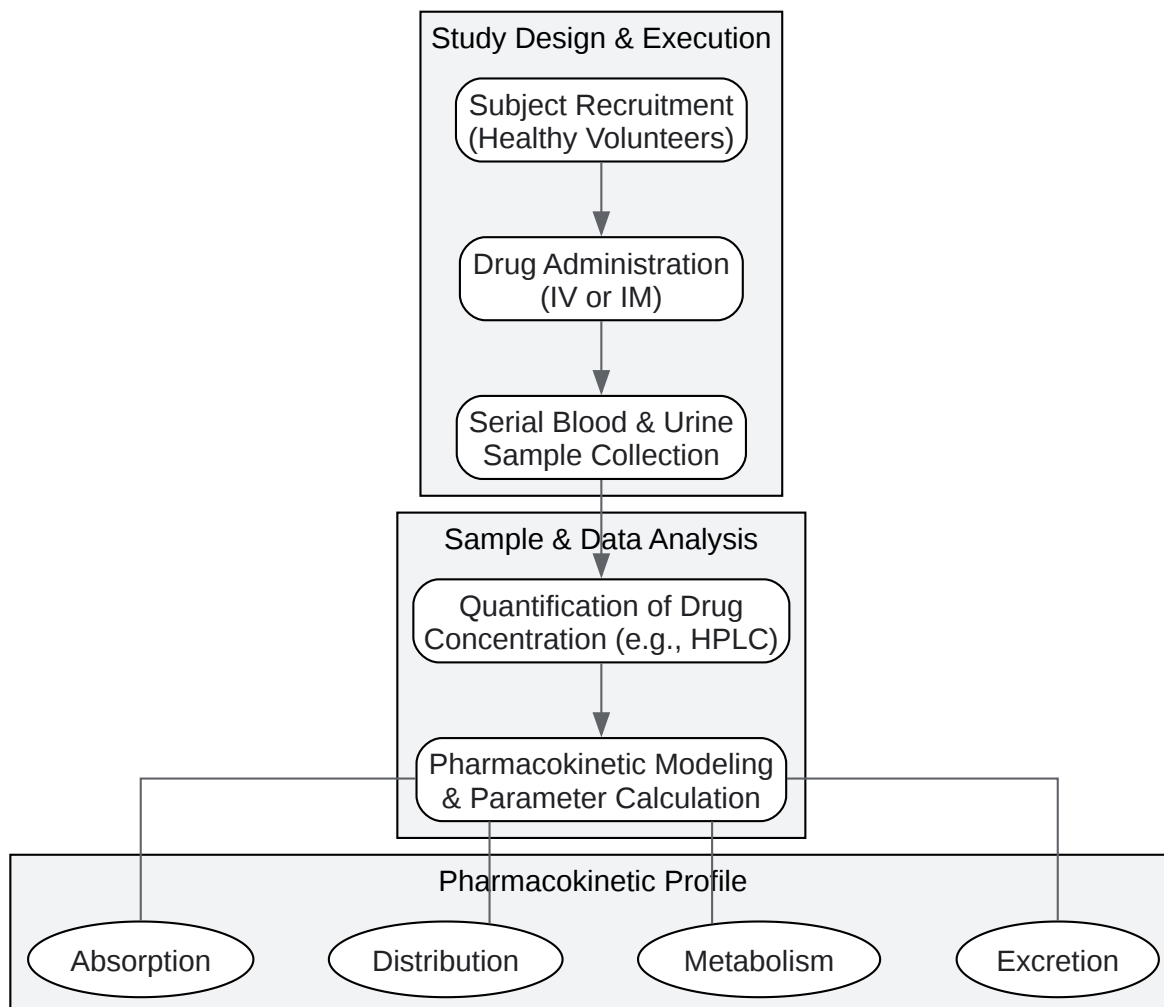 Study Design & Execution
Subject Recruitment
(Healthy Volunteers)
Drug Administration
(IV or IM)
Serial Blood & Urine
Sample Collection
Sample & Data Analysis
Quantification of Drug
Concentration (e.g., HPLC)
Pharmacokinetic Modeling
& Parameter Calculation
Pharmacokinetic Profile
Absorption
Distribution
Metabolism
Excretion